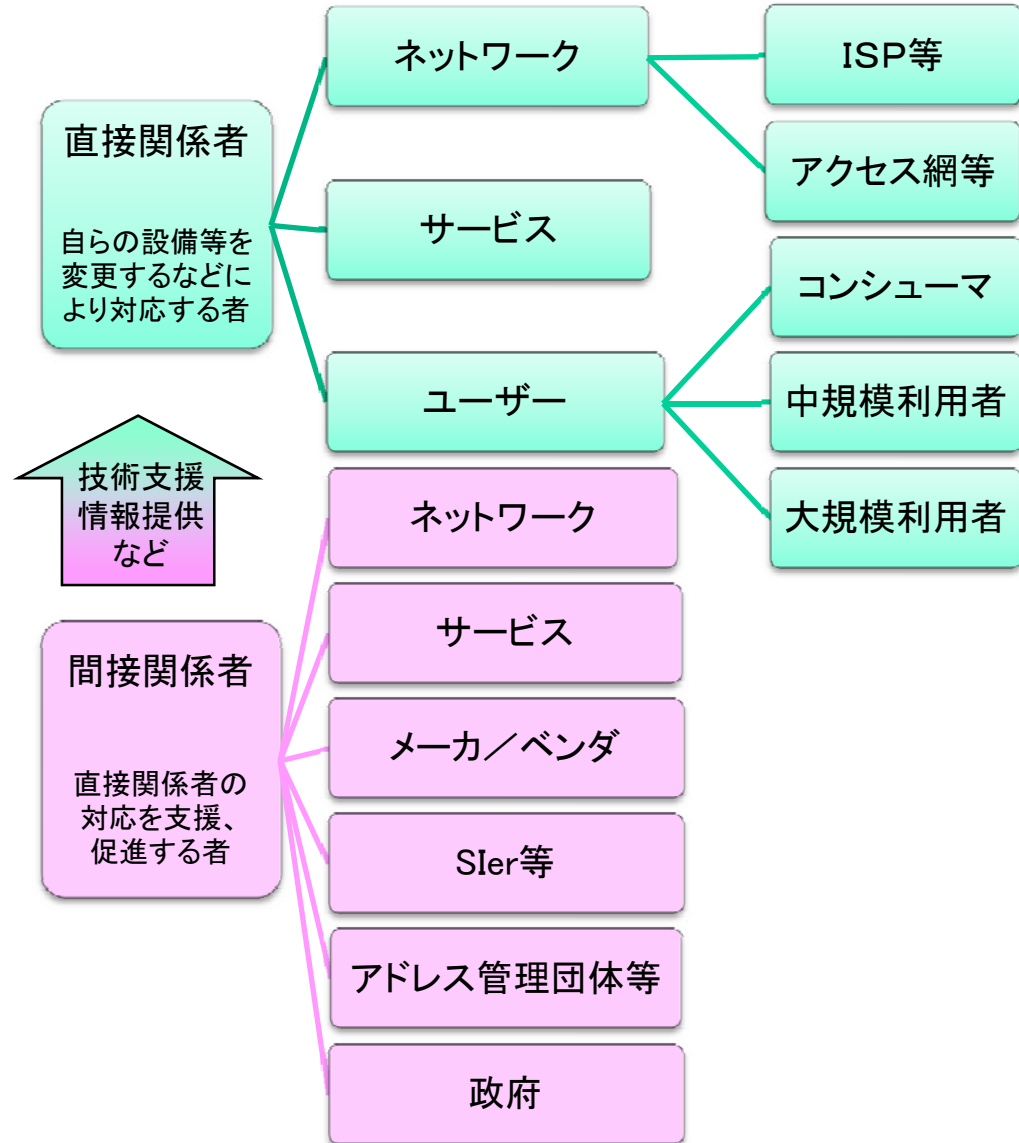 直接関係者
自らの設備等を
変更するなどに
より対応する者
ネットワーク
ISP等
アクセス網等
サービス
ユーザー
コンシューマ
中規模利用者
大規模利用者
技術支援
情報提供
など
間接関係者
直接関係者の
対応を支援、
促進する者
ネットワーク
サービス
メーカ／ベンダ
SIer等
アドレス管理団体等
政府